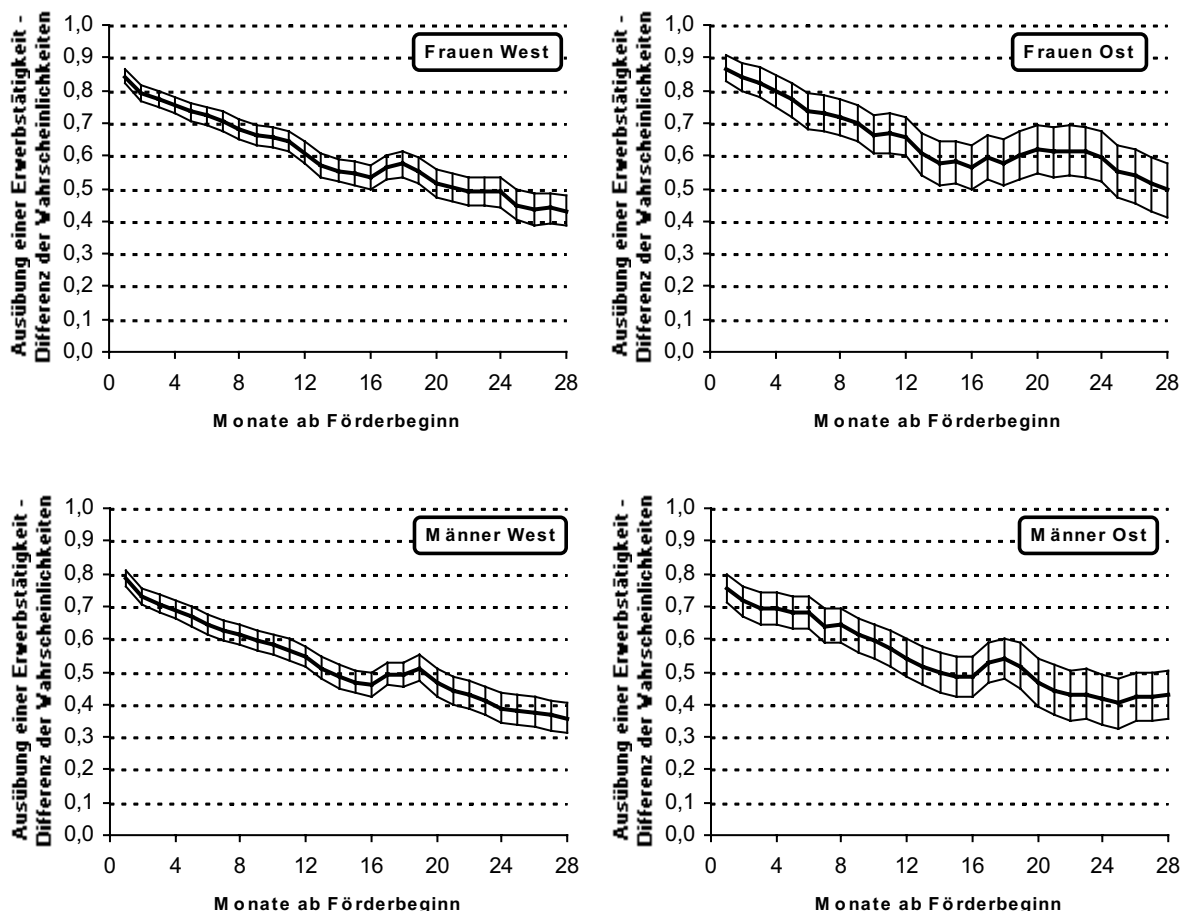 Ausübung einer Erwerbstätigkeit -
Differenz der Wahrscheinlichkeiten
1,0
0,9
0,8
0,7
0,6
0,5
0,4
0,3
0,2
0,1
0,0
Frauen West
0 4 8 12 16 20 24 28
Monate ab Förderbeginn
Ausübung einer Erwerbstätigkeit -
Differenz der Wahrscheinlichkeiten
1,0
0,9
0,8
0,7
0,6
0,5
0,4
0,3
0,2
0,1
0,0
Frauen Ost
0 4 8 12 16 20 24 28
Monate ab Förderbeginn
Ausübung einer Erwerbstätigkeit -
Differenz der Wahrscheinlichkeiten
1,0
0,9
0,8
0,7
0,6
0,5
0,4
0,3
0,2
0,1
0,0
Männer West
0 4 8 12 16 20 24 28
Monate ab Förderbeginn
Ausübung einer Erwerbstätigkeit -
Differenz der Wahrscheinlichkeiten
1,0
0,9
0,8
0,7
0,6
0,5
0,4
0,3
0,2
0,1
0,0
Männer Ost
0 4 8 12 16 20 24 28
Monate ab Förderbeginn